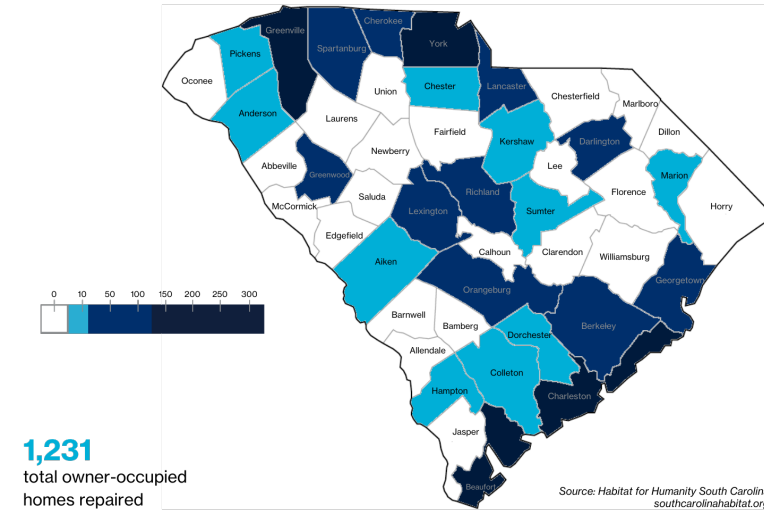 Cherokee
Greenville
York
Spartanburg
Pickens
Oconee
Chester
Lancaster
Union
Chesterfield
Marlboro
Anderson
Laurens
Fairfield
Dillon
Kershaw
Darlington
Newberry
Abbeville
Lee
Greenwood
Marion
Richland
Florence
Saluda
McCormick
Horry
Lexington
Sumter
Edgefield
Calhoun
Clarendon
Williamsburg
Aiken
Georgetown
Orangeburg
0 10 50 100 150 200 250 300
Barnwell
Bamberg
Berkeley
Dorchester
Allendale
Colleton
Hampton
Charleston
Jasper
1,231
total owner-occupied
homes repaired
Beaufort
Source: Habitat for Humanity South Carolina
southcarolinahabitat.org